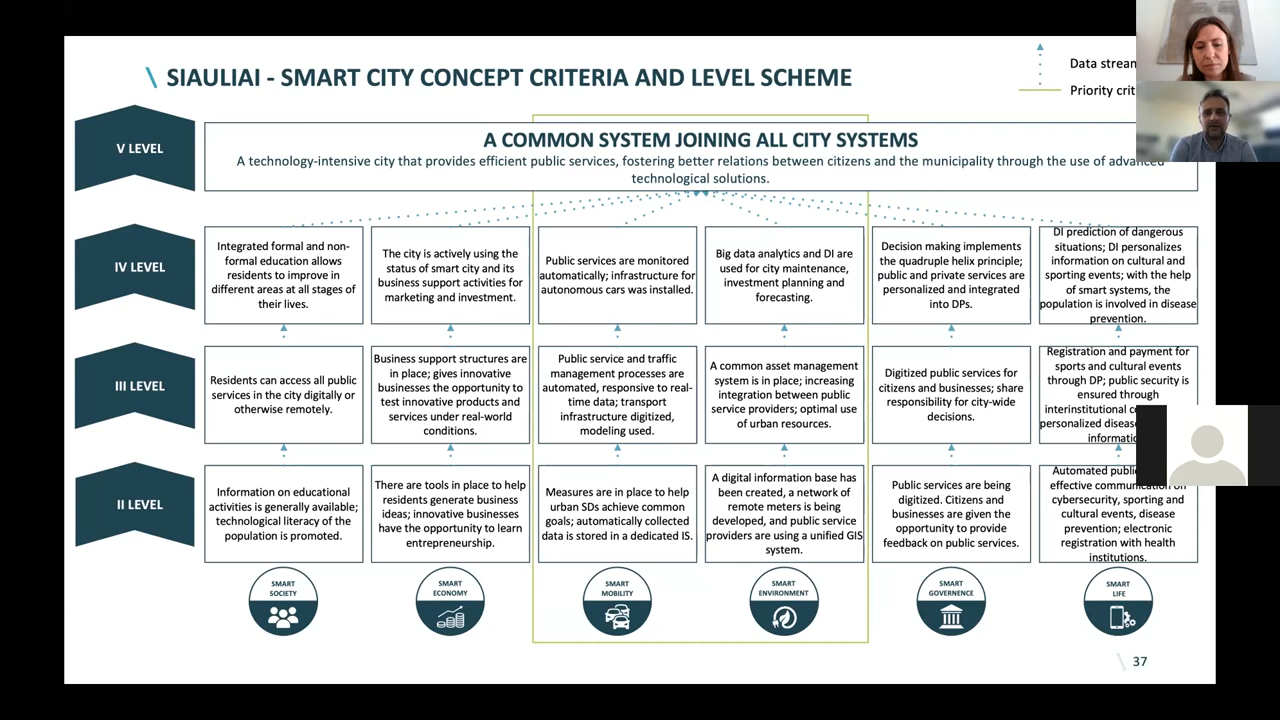 \ SIAULIAI - SMART CITY CONCEPT CRITERIA AND LEVEL SCHEME
Data
Priority
V LEVEL
A COMMON SYSTEM JOINING ALL CITY SYSTEMS
A technology-intensive city that provides efficient public services, fostering better relations between citizens and the municipality through the use of advanced
technological solutions.
IV LEVEL
Integrated formal and non-
formal education allows
residents to improve in
different areas at all stages of
their lives.
The city is actively using the
status of smart city and its
business support activities for
marketing and investment.
Public services are monitored
automatically; infrastructure for
autonomous cars was installed.
Big data analytics and DI are
used for city maintenance,
investment planning and
forecasting.
Decision making implements
the quadruple helix principle;
public and private services are
personalized and integrated
into DPs.
DI prediction of dangerous
situations; DI personalizes
information on cultural and
sporting events; with the help
of smart systems, the
population is involved in disease
prevention.
III LEVEL
Residents can access all public
services in the city digitally or
otherwise remotely.
Business support structures are
in place; gives innovative
businesses the opportunity to
test innovative products and
services under real-world
conditions.
Public service and traffic
management processes are
automated, responsive to real-
time data; transport
infrastructure digitized,
modeling used.
A common asset management
system is in place; increasing
integration between public
service providers; optimal use
of urban resources.
Digitized public services for
citizens and businesses; share
responsibility for city-wide
decisions.
Registration and payment for
sports and cultural events
through DP; public security is
ensured through
interinstitutional
personalized
II LEVEL
Information on educational
activities is generally available;
technological literacy of the
population is promoted.
There are tools in place to help
residents generate business
ideas; innovative businesses
have the opportunity to learn
entrepreneurship.
Measures are in place to help
urban SDs achieve common
goals; automatically collected
data is stored in a dedicated IS.
A digital information base has
been created, a network of
remote meters is being
developed, and public service
providers are using a unified GIS
system.
Public services are being
digitized. Citizens and
businesses are given the
opportunity to provide
feedback on public services.
Automated
effective
cybersecurity, sporting and
cultural events, disease
prevention; electronic
registration with health
institutions.
SMART
SOCIETY
SMART
ECONOMY
SMART
MOBILITY
SMART
ENVIRONMENT
SMART
GOVERNENCE
SMART
LIFE
37